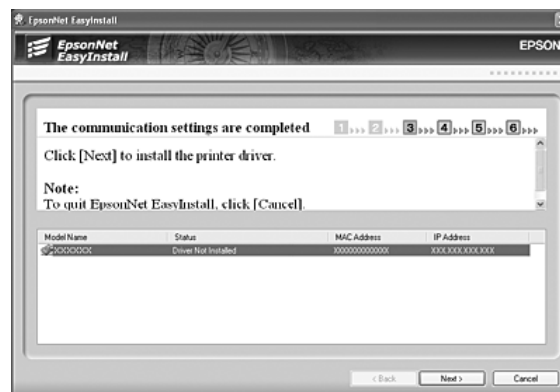 EpsonNet EasyInstall
EpsonNet
EasyInstall
EPSON
The communication settings are completed
1 2 3 4 5 6
Click [Next] to install the printer driver.
Note:
To quit EpsonNet EasyInstall, click [Cancel].
Model Name Status MAC Address IP Address
XXXXXXX Driver Not Installed XXXXXXXXXXXX XXX.XXX.XXX.XXX
< Back Next > Cancel